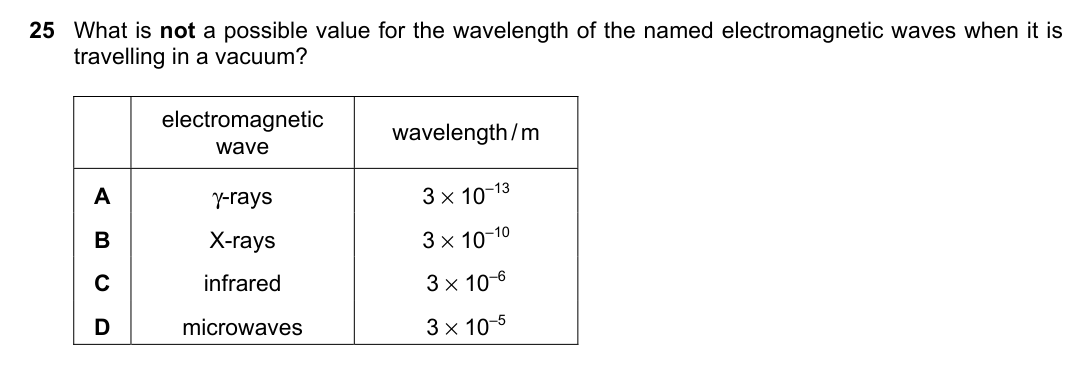 25 What is not a possible value for the wavelength of the named electromagnetic waves when it is
travelling in a vacuum?
electromagnetic
wave
wavelength / m
A γ-rays 3 × 10⁻¹³
B X-rays 3 × 10⁻¹⁰
C infrared 3 × 10⁻⁶
D microwaves 3 × 10⁻⁵